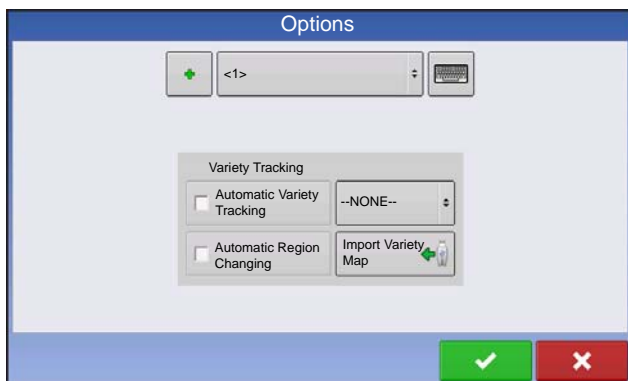 Options
<1>
Variety Tracking
Automatic Variety
Tracking
--NONE--
Automatic Region
Changing
Import Variety
Map